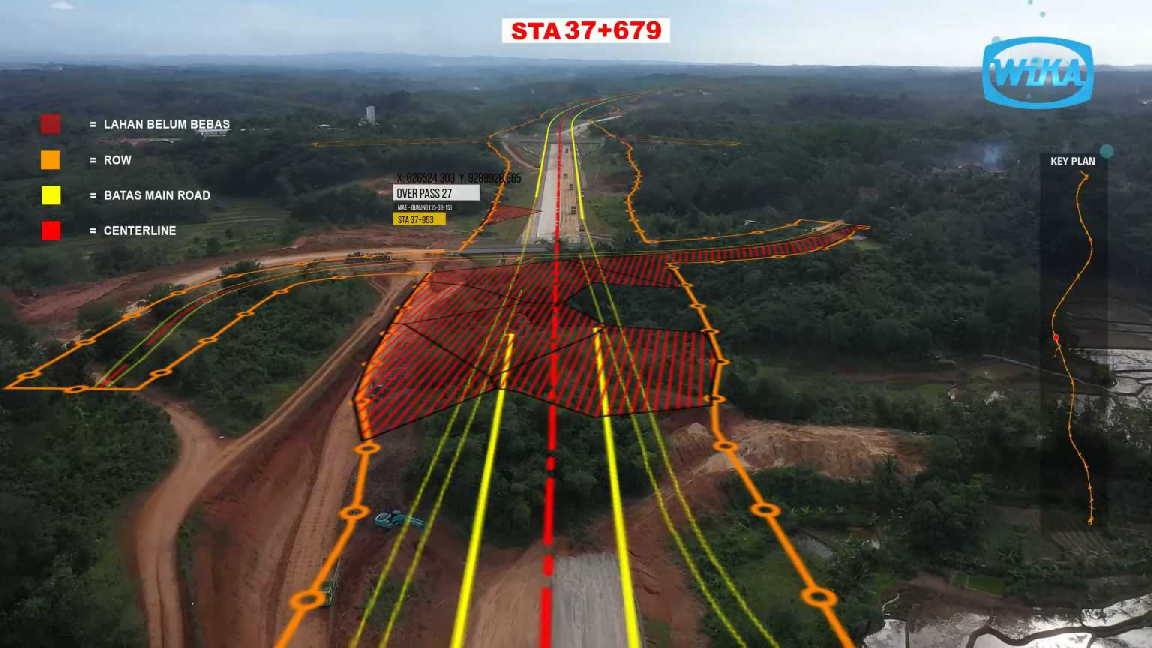 STA 37+679
WIKA
= LAHAN BELUM BEBAS
= ROW
= BATAS MAIN ROAD
= CENTERLINE
OVER PASS 27
STA 37+953
KEY PLAN